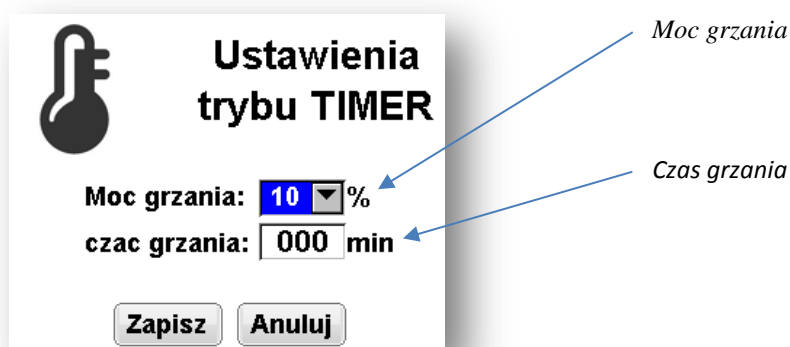 Ustawienia
trybu TIMER
Moc grzania: 10 %
czac grzania: 000 min
Zapisz Anuluj
Moc grzania
Czas grzania